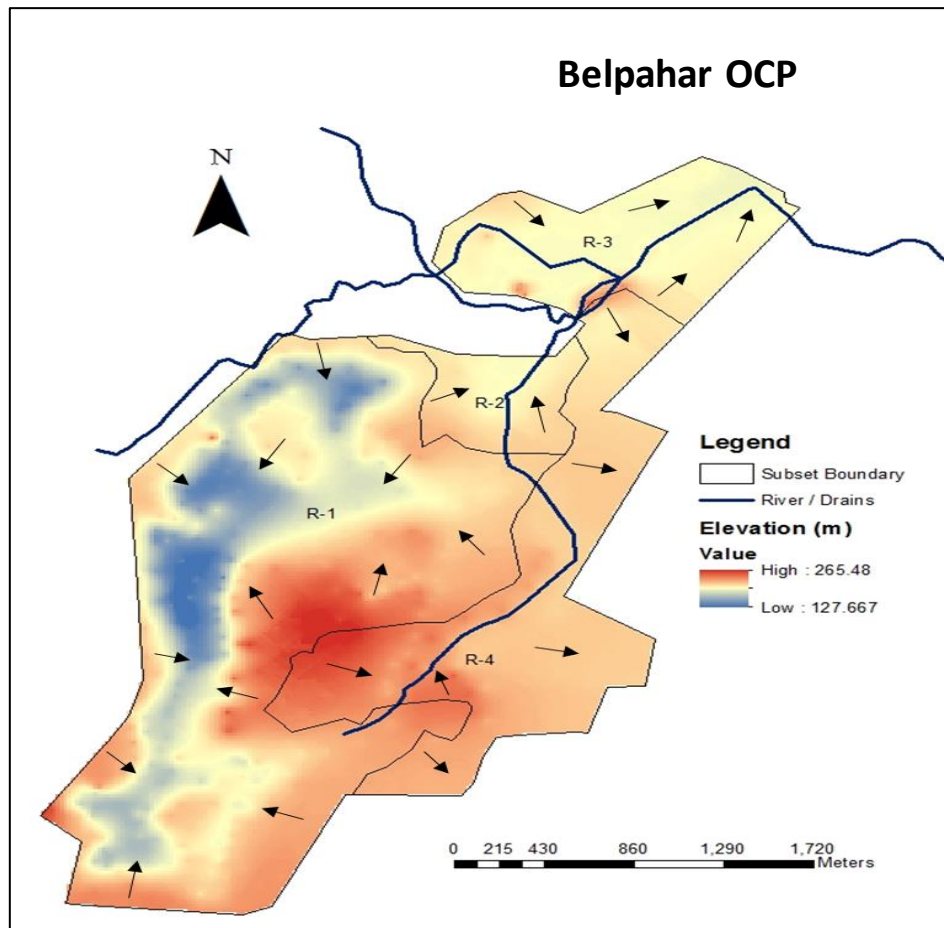 Belpahar OCP
N
R-3
R-2
R-1
R-4
Legend
Subset Boundary
River / Drains
Elevation (m)
Value
High : 265.48
Low : 127.667
0 215 430 860 1,290 1,720
Meters